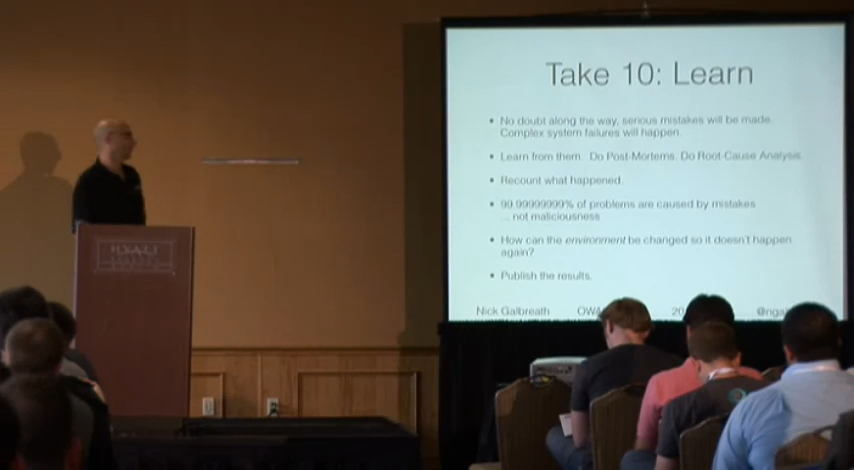 Take 10: Learn
• No doubt along the way, serious mistakes will be made.
Complex system failures will happen.
• Learn from them. Do Post-Mortems. Do Root-Cause Analysis.
• Recount what happened.
• 99.99999999% of problems are caused by mistakes
... not maliciousness
• How can the environment be changed so it doesn't happen
again?
• Publish the results.
Nick Galbreath
HYATT